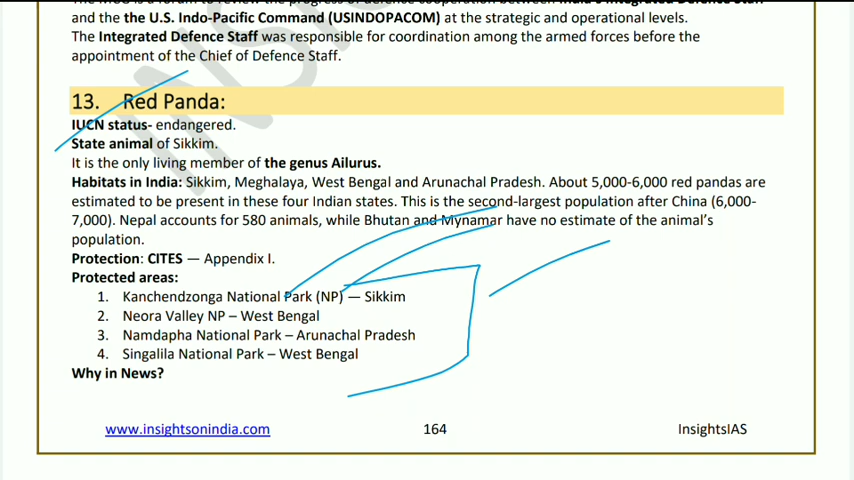 and the the U.S. Indo-Pacific Command (USINDOPACOM) at the strategic and operational levels.
The Integrated Defence Staff was responsible for coordination among the armed forces before the
appointment of the Chief of Defence Staff.
13. Red Panda:
IUCN status- endangered.
State animal of Sikkim.
It is the only living member of the genus Ailurus.
Habitats in India: Sikkim, Meghalaya, West Bengal and Arunachal Pradesh. About 5,000-6,000 red pandas are
estimated to be present in these four Indian states. This is the second-largest population after China (6,000-
7,000). Nepal accounts for 580 animals, while Bhutan and Mynamar have no estimate of the animal's
population.
Protection: CITES — Appendix I.
Protected areas:
1. Kanchendzonga National Park (NP) — Sikkim
2. Neora Valley NP – West Bengal
3. Namdapha National Park – Arunachal Pradesh
4. Singalila National Park – West Bengal
Why in News?
www.insightsonindia.com 164 InsightsIAS